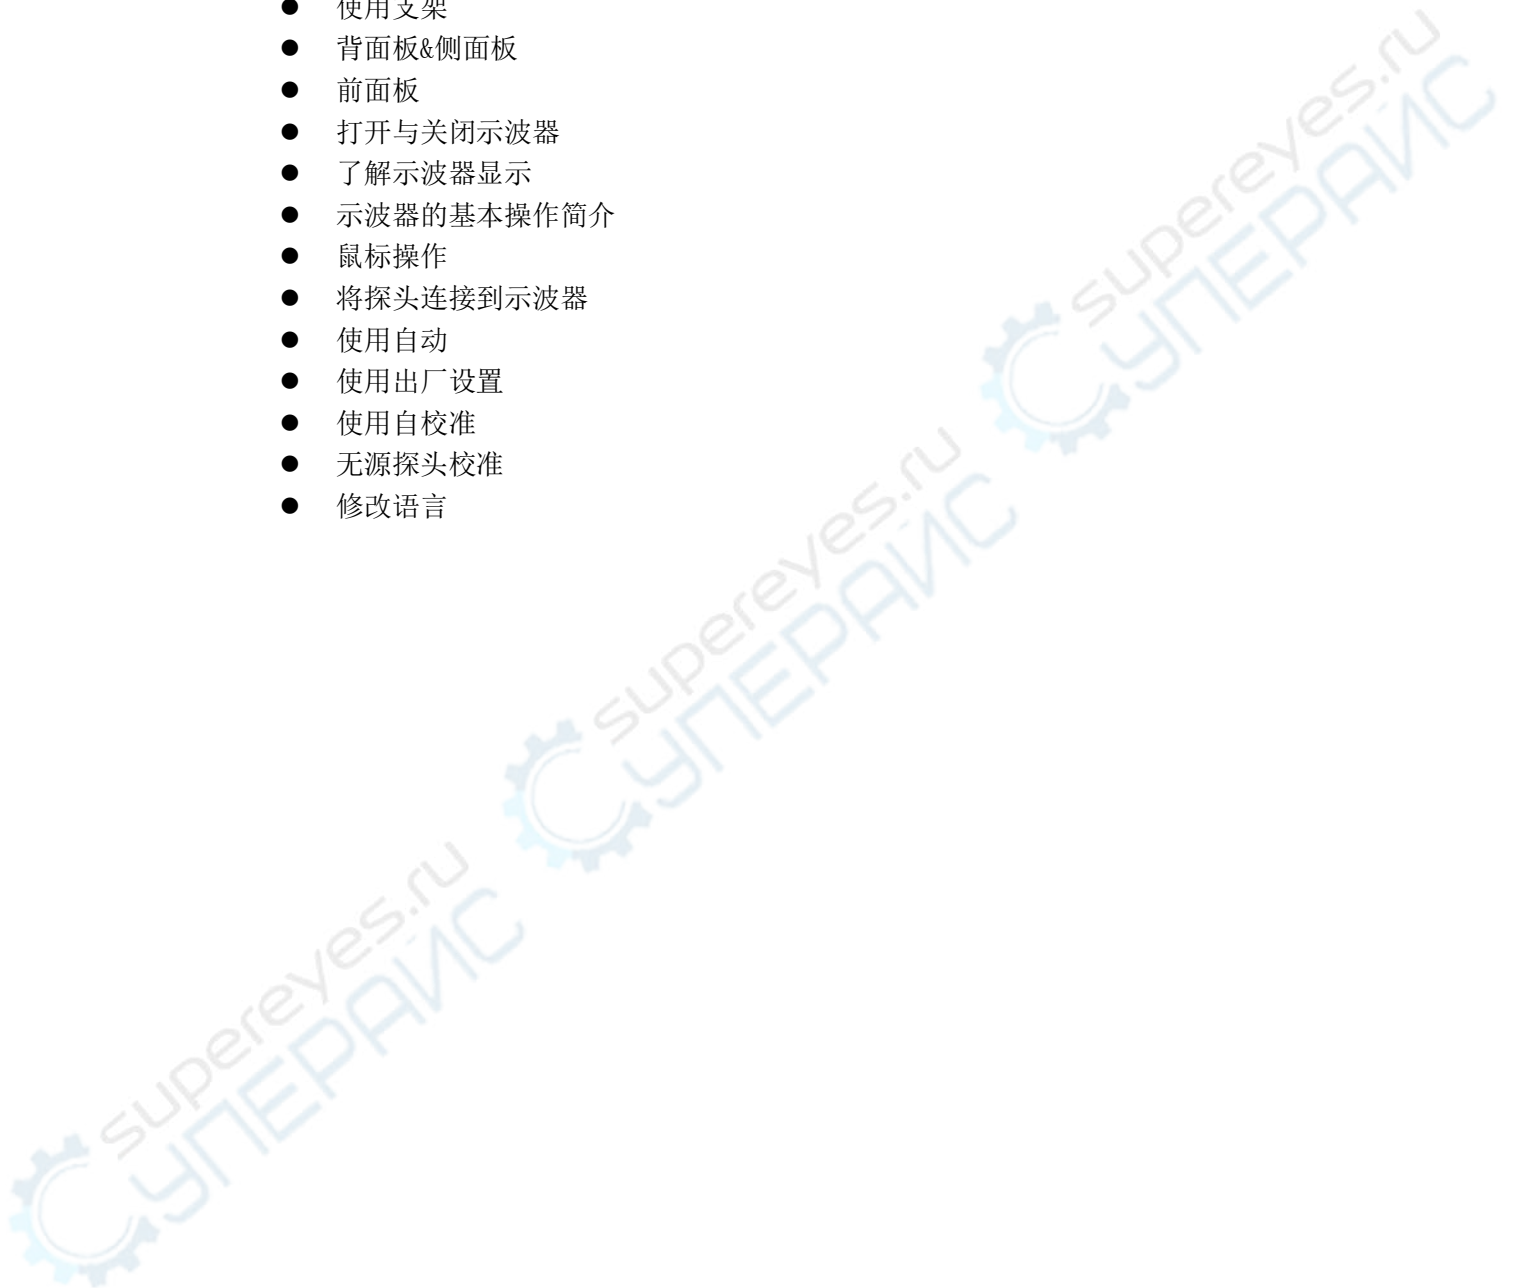 ● 使用支架
● 背面板&侧面板
● 前面板
● 打开与关闭示波器
● 了解示波器显示
● 示波器的基本操作简介
● 鼠标操作
● 将探头连接到示波器
● 使用自动
● 使用出厂设置
● 使用自校准
● 无源探头校准
● 修改语言
supereyes.ru
СУПЕРАЙС
supereyes.ru
СУПЕРАЙС
supereyes.ru
СУПЕРАЙС